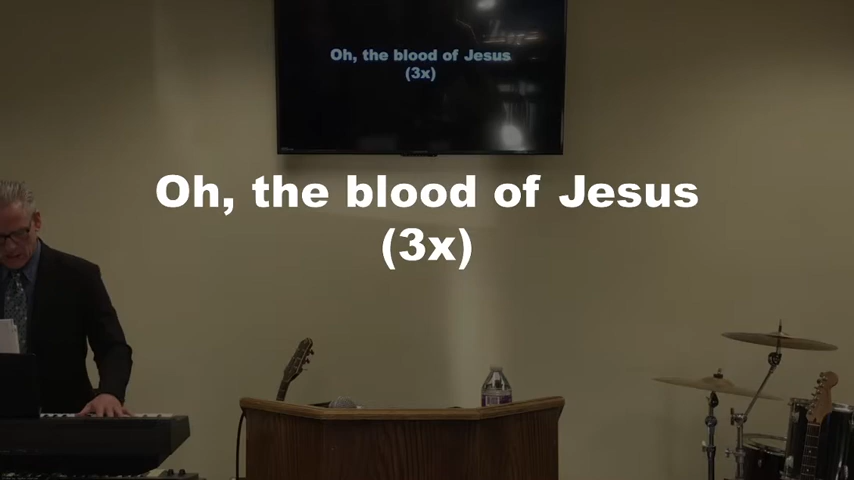 Oh, the blood of Jesus
(3x)
Oh, the blood of Jesus
(3x)